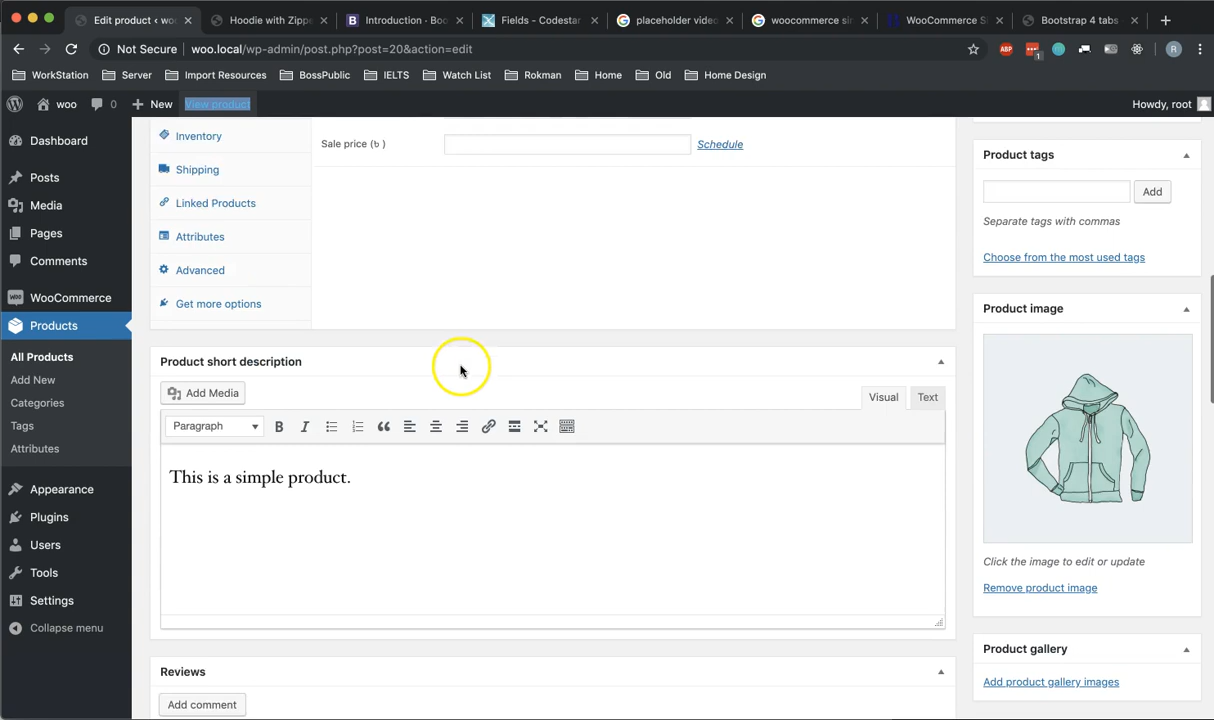 Edit product ‹ woo
Hoodie with Zippe
Introduction · Boo
Fields - Codestar
placeholder video
woocommerce sin
WooCommerce Si
Bootstrap 4 tabs
Not Secure
woo.local/wp-admin/post.php?post=20&action=edit
ABP
1
R
WorkStation
Server
Import Resources
BossPublic
IELTS
Watch List
Rokman
Home
Old
Home Design
woo
0
New
View product
Howdy, root
Dashboard
Posts
Media
Pages
Comments
WooCommerce
Products
All Products
Add New
Categories
Tags
Attributes
Appearance
Plugins
Users
Tools
Settings
Collapse menu
Inventory
Shipping
Linked Products
Attributes
Advanced
Get more options
Sale price (৳ )
Schedule
Product short description
Add Media
Visual
Text
Paragraph
This is a simple product.
Reviews
Add comment
Product tags
Add
Separate tags with commas
Choose from the most used tags
Product image
Click the image to edit or update
Remove product image
Product gallery
Add product gallery images